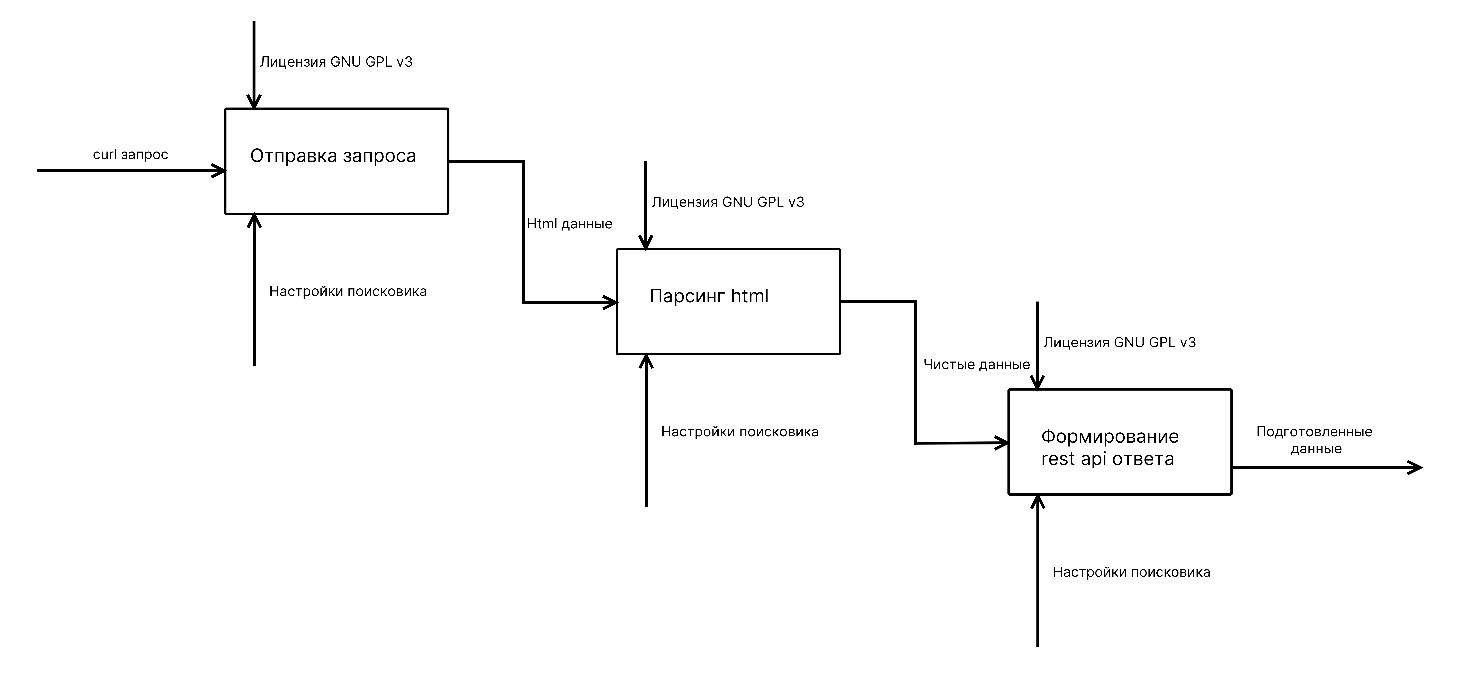 Лицензия GNU GPL v3
curl запрос
Отправка запроса
Настройки поисковика
Html данные
Лицензия GNU GPL v3
Парсинг html
Настройки поисковика
Чистые данные
Лицензия GNU GPL v3
Формирование
rest api ответа
Подготовленные
данные
Настройки поисковика